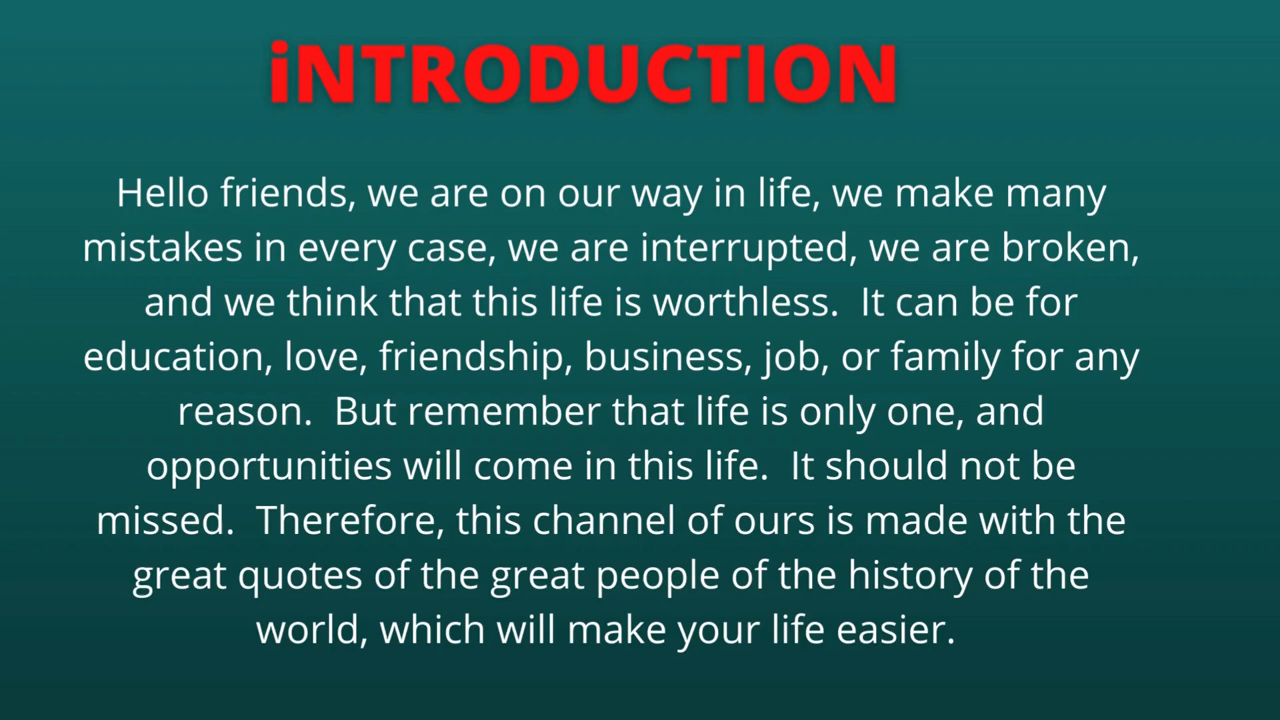 iNTRODUCTION
Hello friends, we are on our way in life, we make many
mistakes in every case, we are interrupted, we are broken,
and we think that this life is worthless.  It can be for
education, love, friendship, business, job, or family for any
reason.  But remember that life is only one, and
opportunities will come in this life.  It should not be
missed.  Therefore, this channel of ours is made with the
great quotes of the great people of the history of the
world, which will make your life easier.